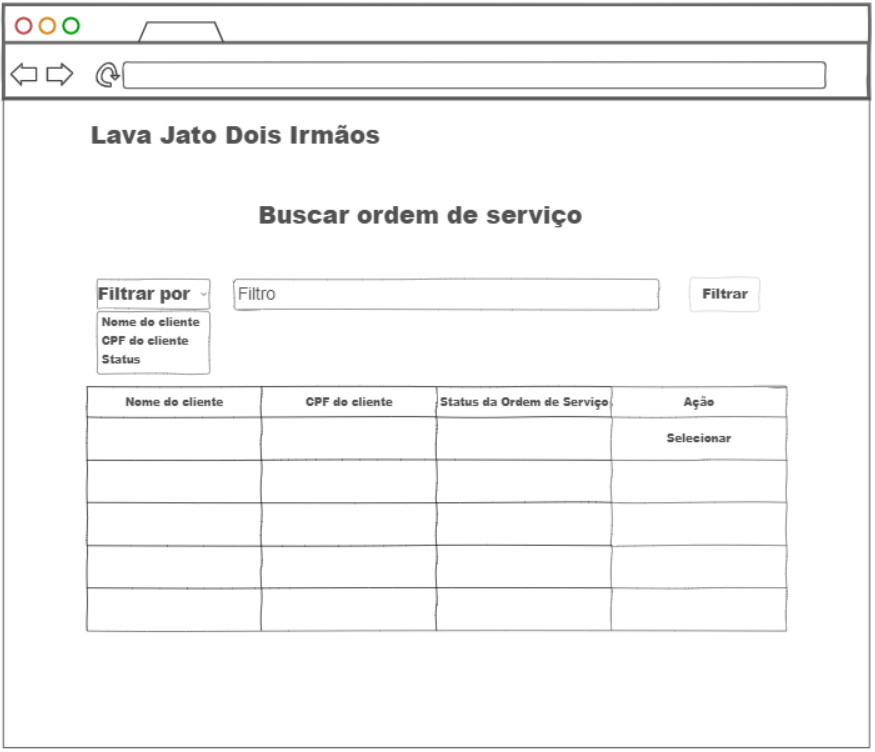 Lava Jato Dois Irmãos
Buscar ordem de serviço
Filtrar por
Filtro
Filtrar
Nome do cliente
CPF do cliente
Status
Nome do cliente CPF do cliente Status da Ordem de Serviço Ação
Selecionar